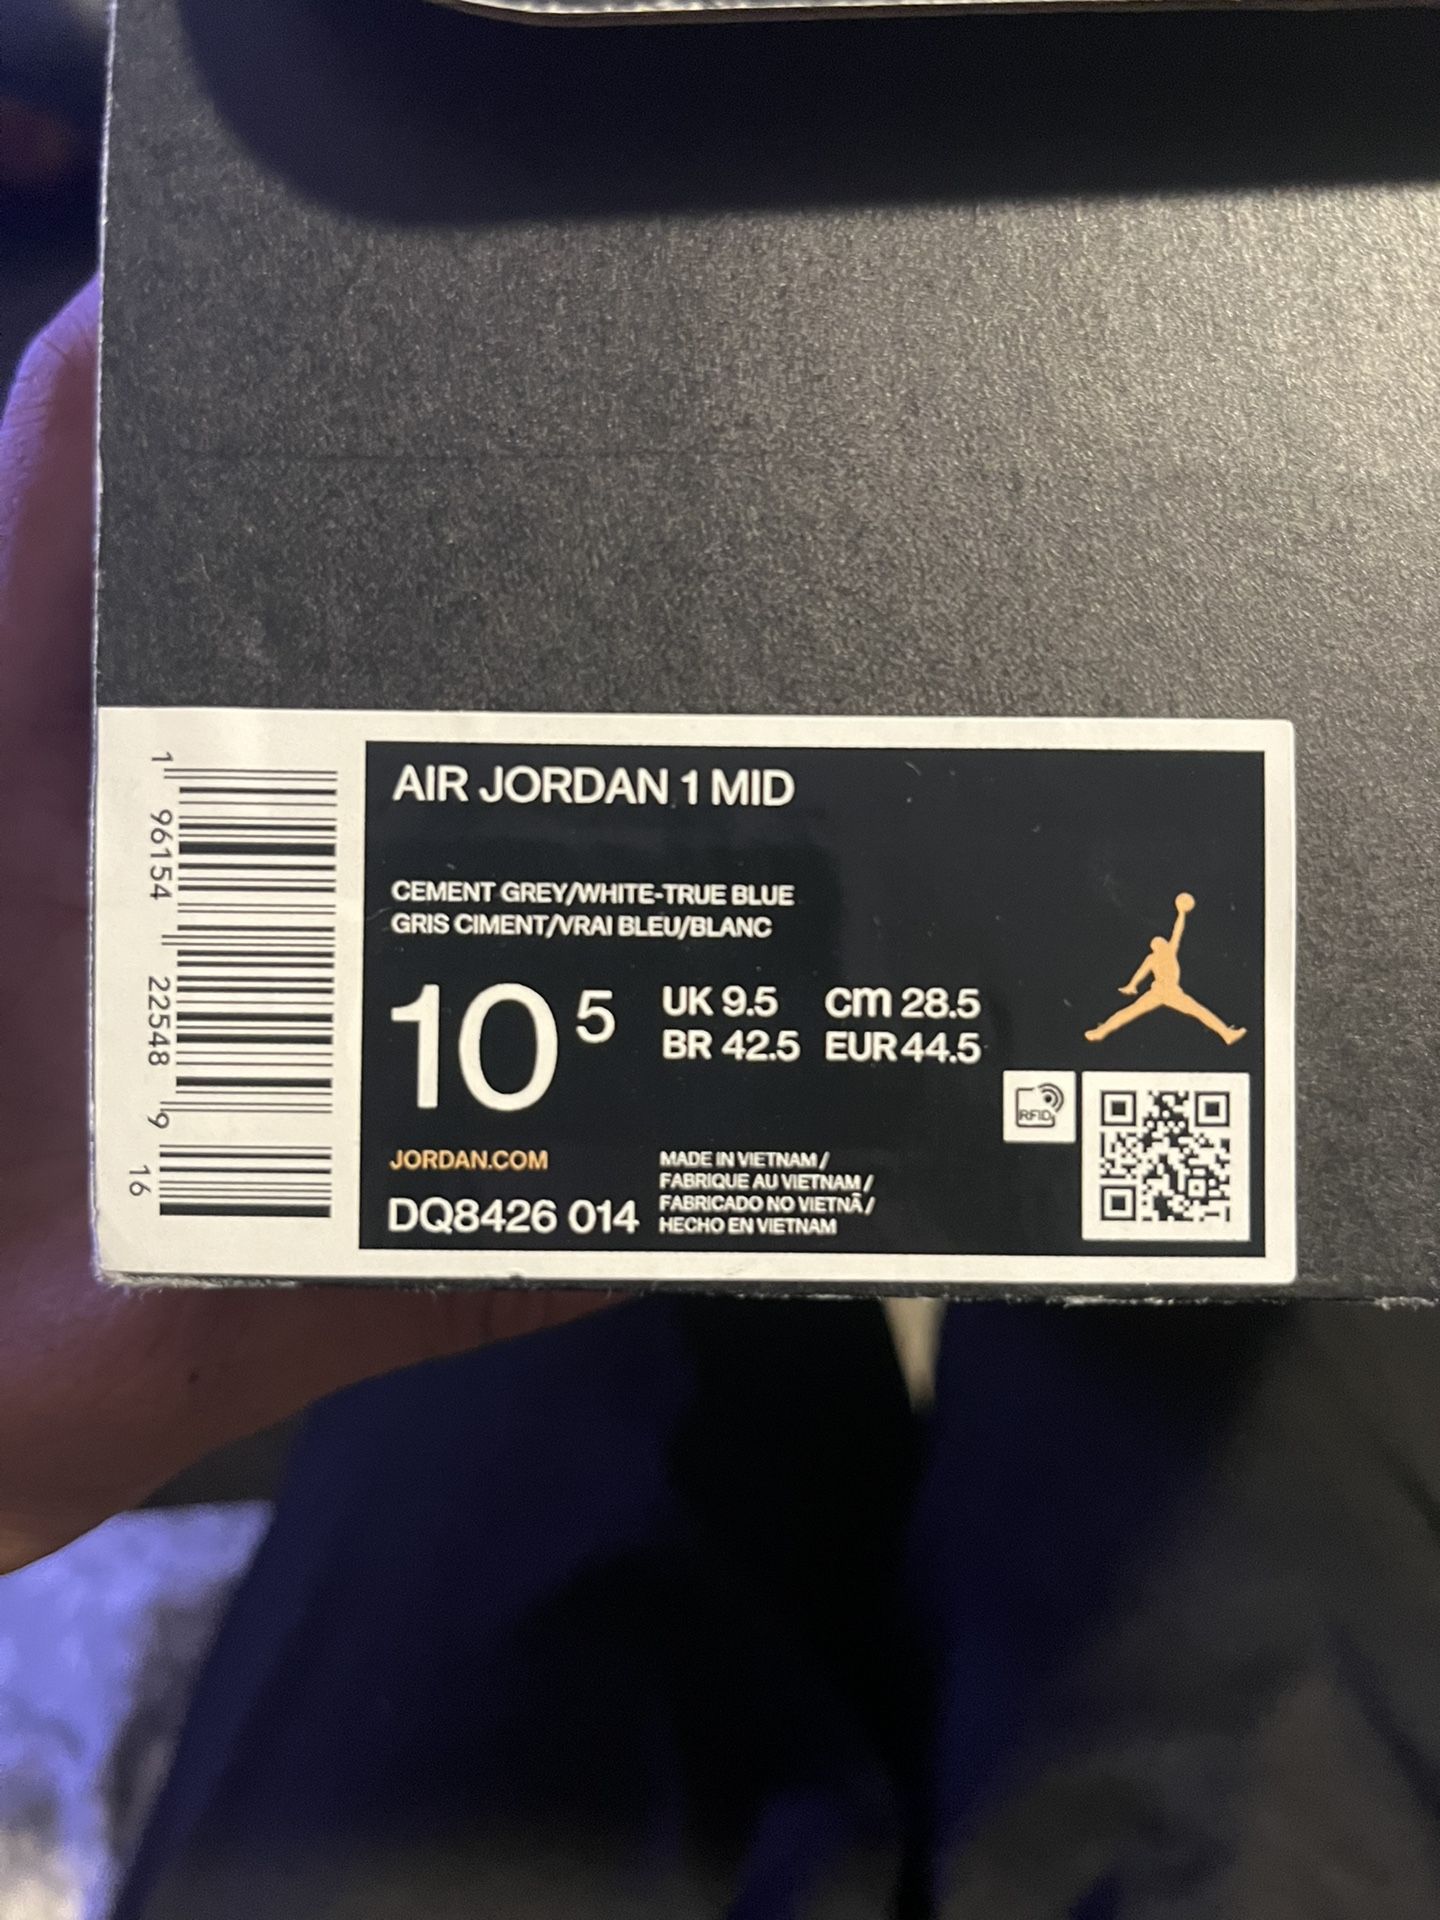 AIR JORDAN 1 MID
CEMENT GREY/WHITE-TRUE BLUE
GRIS CIMENT/VRAI BLEU/BLANC
10 5
UK 9.5 cm 28.5
BR 42.5 EUR 44.5
RFID
JORDAN.COM
DQ8426 014
MADE IN VIETNAM /
FABRIQUE AU VIETNAM /
FABRICADO NO VIETNÃ /
HECHO EN VIETNAM
1 96154 22548 9 16